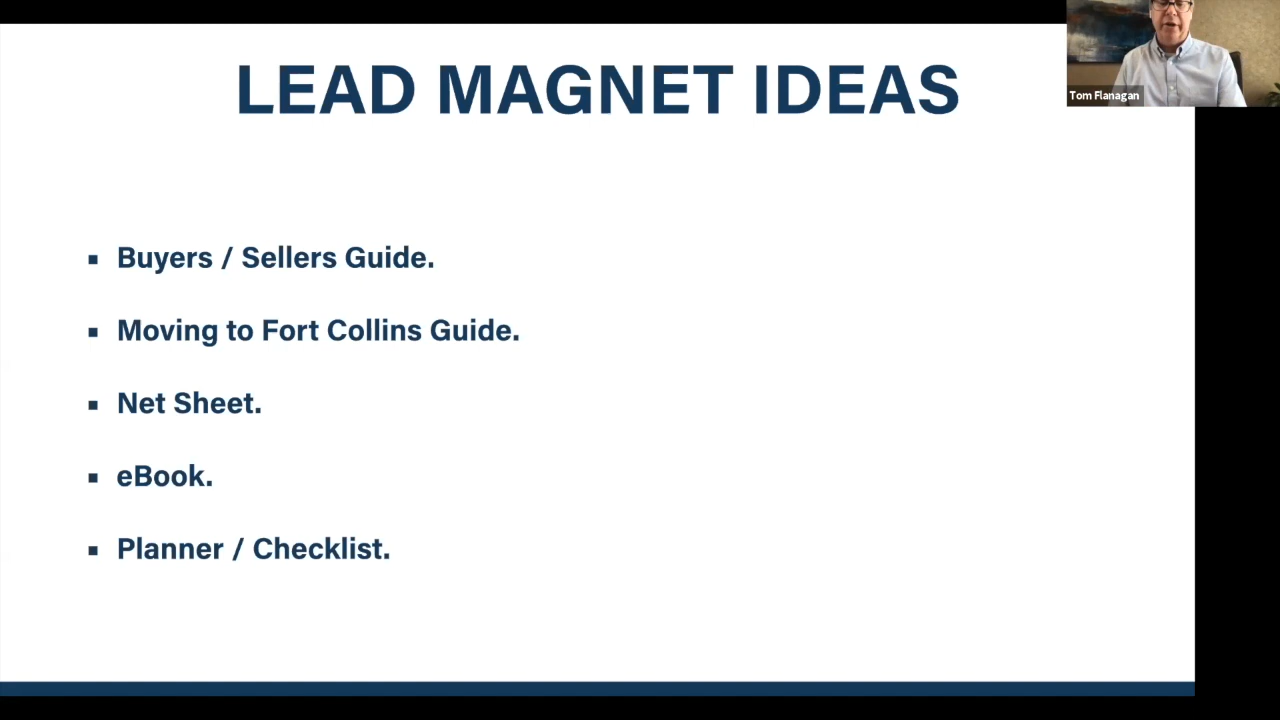 LEAD MAGNET IDEAS
Tom Flanagan
Buyers / Sellers Guide.
Moving to Fort Collins Guide.
Net Sheet.
eBook.
Planner / Checklist.